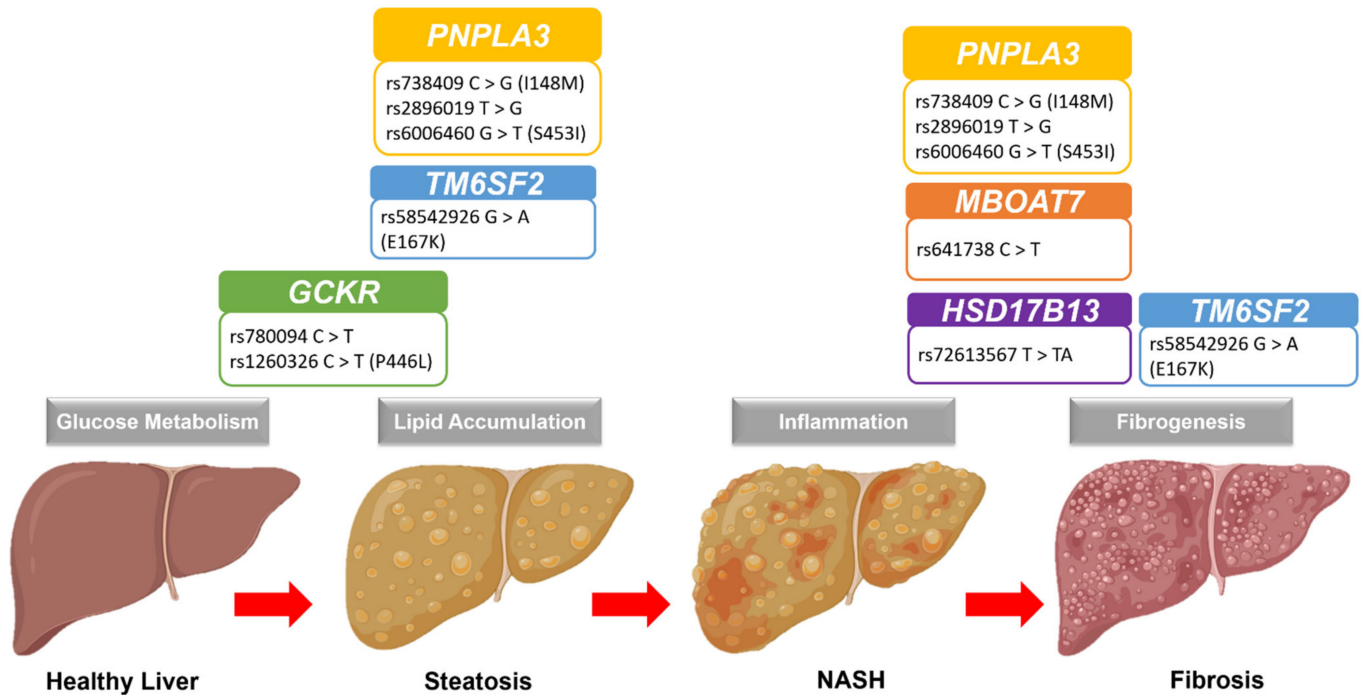 PNPLA3
rs738409 C > G (I148M)
rs2896019 T > G
rs6006460 G > T (S453I)
TM6SF2
rs58542926 G > A
(E167K)
GCKR
rs780094 C > T
rs1260326 C > T (P446L)
PNPLA3
rs738409 C > G (I148M)
rs2896019 T > G
rs6006460 G > T (S453I)
MBOAT7
rs641738 C > T
HSD17B13
rs72613567 T > TA
TM6SF2
rs58542926 G > A
(E167K)
Glucose Metabolism
Lipid Accumulation
Inflammation
Fibrogenesis
Healthy Liver
Steatosis
NASH
Fibrosis